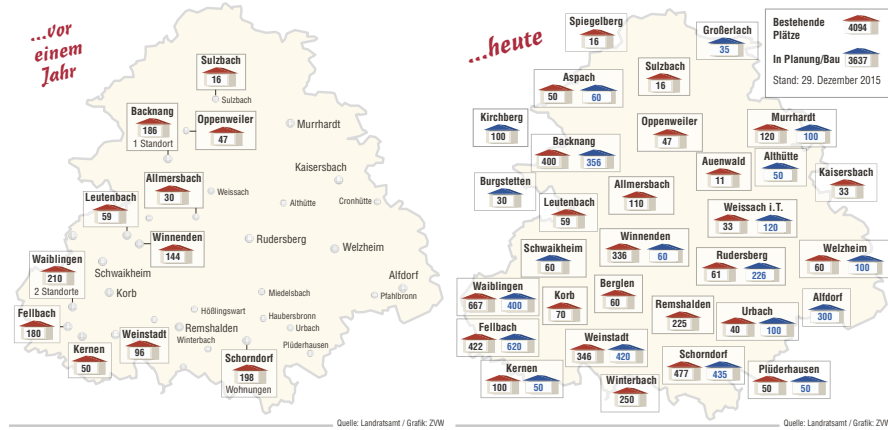 ...vor
einem
Jahr
Sulzbach
16
Sulzbach
Backnang
186
1 Standort
Oppenweiler
47
Murrhardt
Allmersbach
30
Kaisersbach
Leutenbach
59
Weissach
Althütte
Cronhütte
Winnenden
144
Rudersberg
Welzheim
Waiblingen
210
2 Standorte
Schwaikheim
Korb
Alfdorf
Pfahlbronn
Miedelsbach
Fellbach
180
Hößlingswart
Haubersbronn
Remshalden
Urbach
Kernen
50
Weinstadt
96
Winterbach
Plüderhausen
Schorndorf
198
Wohnungen
Quelle: Landratsamt / Grafik: ZVW
...heute
Spiegelberg
16
Großerlach
35
Bestehende
Plätze
4094
In Planung/Bau
3637
Stand: 29. Dezember 2015
Aspach
50 60
Sulzbach
16
Kirchberg
100
Oppenweiler
47
Murrhardt
120 100
Backnang
400 356
Auenwald
11
Althütte
50
Kaisersbach
33
Burgstetten
30
Allmersbach
110
Leutenbach
59
Weissach i.T.
33 120
Schwaikheim
60
Winnenden
336 60
Rudersberg
61 226
Welzheim
60 100
Waiblingen
667 400
Korb
70
Berglen
60
Remshalden
225
Urbach
40 100
Alfdorf
300
Fellbach
422 620
Weinstadt
346 420
Kernen
100 50
Winterbach
250
Schorndorf
477 435
Plüderhausen
50 50
Quelle: Landratsamt / Grafik: ZVW